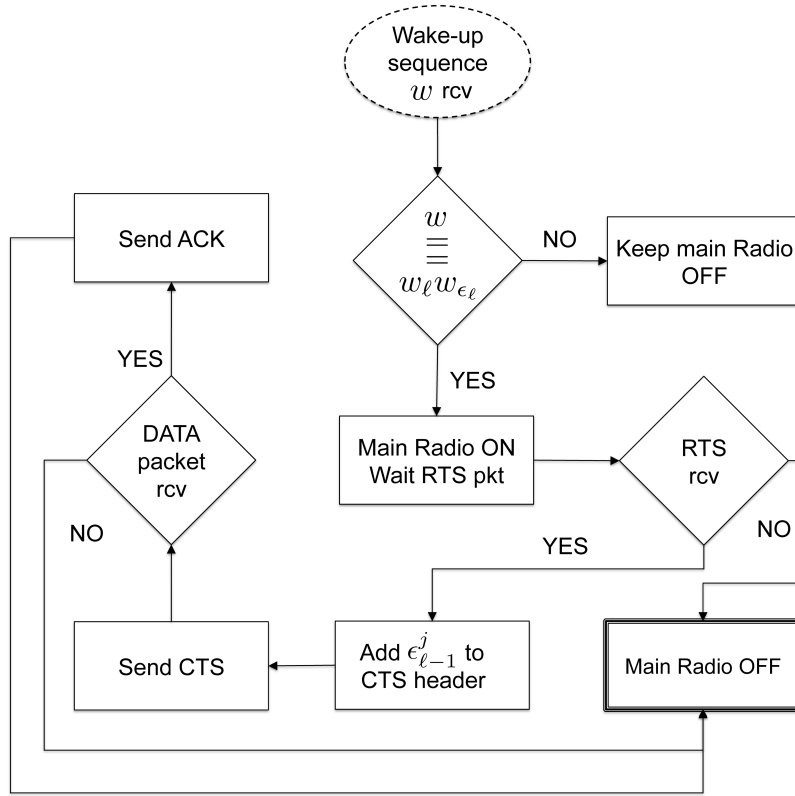 Wake-up
sequence
w rcv
w
≡
w_ℓ w_{ϵ_ℓ}
NO
Keep main Radio
OFF
Send ACK
YES
YES
DATA
packet
rcv
Main Radio ON
Wait RTS pkt
RTS
rcv
NO
NO
YES
Send CTS
Add ϵ^j_{ℓ-1} to
CTS header
Main Radio OFF